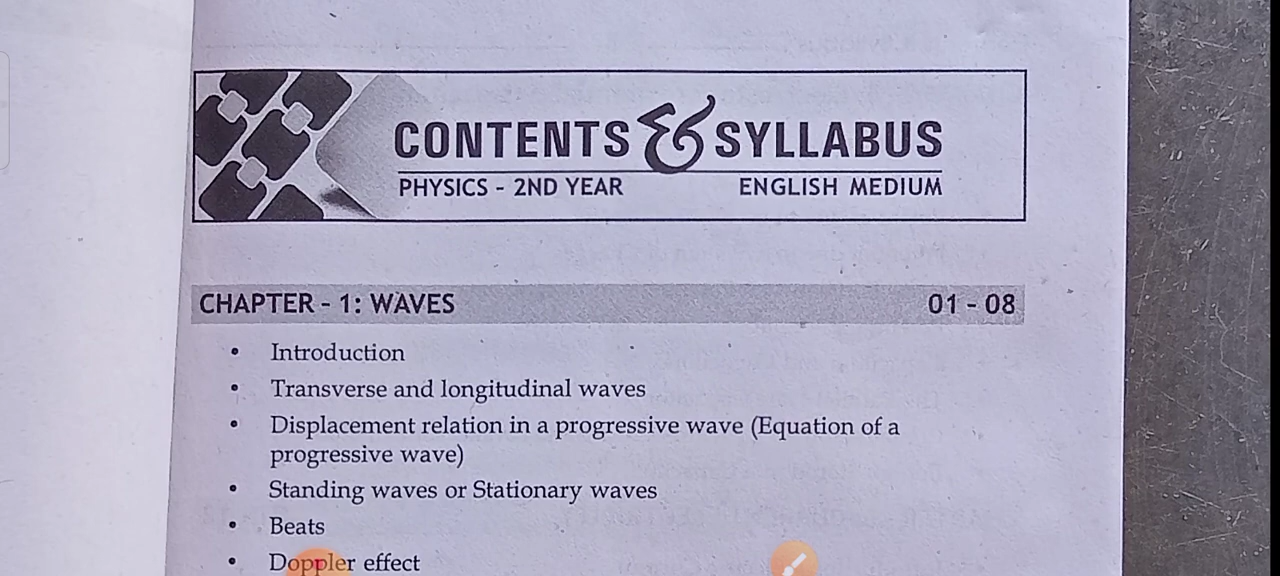 CONTENTS & SYLLABUS
PHYSICS - 2ND YEAR ENGLISH MEDIUM
CHAPTER - 1: WAVES 01 - 08
• Introduction
• Transverse and longitudinal waves
• Displacement relation in a progressive wave (Equation of a
progressive wave)
• Standing waves or Stationary waves
• Beats
• Doppler effect